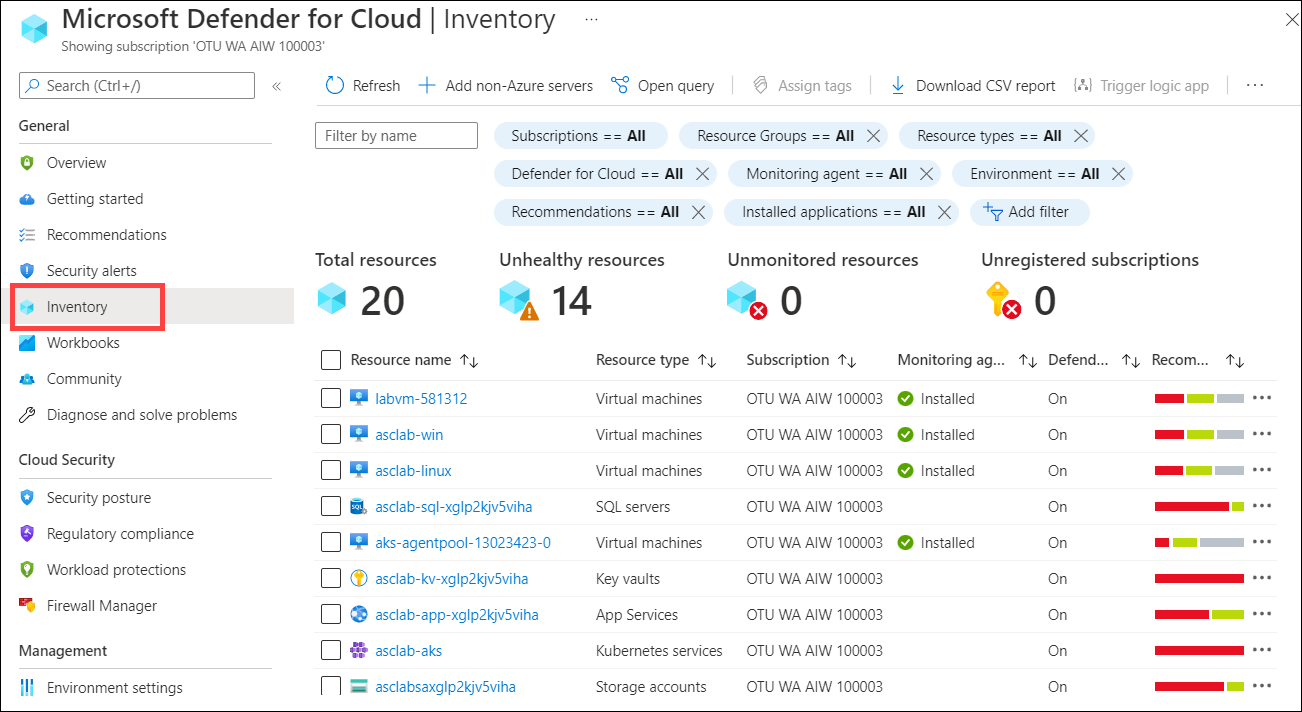 Microsoft Defender for Cloud | Inventory ...
Showing subscription 'OTU WA AIW 100003'
Search (Ctrl+/) «
Refresh Add non-Azure servers Open query Assign tags Download CSV report Trigger logic app ...
General
Overview
Getting started
Recommendations
Security alerts
Inventory
Workbooks
Community
Diagnose and solve problems
Cloud Security
Security posture
Regulatory compliance
Workload protections
Firewall Manager
Management
Environment settings
Filter by name
Subscriptions == All Resource Groups == All Resource types == All
Defender for Cloud == All Monitoring agent == All Environment == All
Recommendations == All Installed applications == All Add filter
Total resources Unhealthy resources Unmonitored resources Unregistered subscriptions
20 14 0 0
Resource name ↑↓ Resource type ↑↓ Subscription ↑↓ Monitoring ag... ↑↓ Defend... ↑↓ Recom... ↑↓
labvm-581312 Virtual machines OTU WA AIW 100003 Installed On ...
asclab-win Virtual machines OTU WA AIW 100003 Installed On ...
asclab-linux Virtual machines OTU WA AIW 100003 Installed On ...
SQL asclab-sql-xglp2kjv5viha SQL servers OTU WA AIW 100003 On ...
aks-agentpool-13023423-0 Virtual machines OTU WA AIW 100003 Installed On ...
asclab-kv-xglp2kjv5viha Key vaults OTU WA AIW 100003 On ...
asclab-app-xglp2kjv5viha App Services OTU WA AIW 100003 On ...
asclab-aks Kubernetes services OTU WA AIW 100003 On ...
asclabsaxglp2kjv5viha Storage accounts OTU WA AIW 100003 On ...